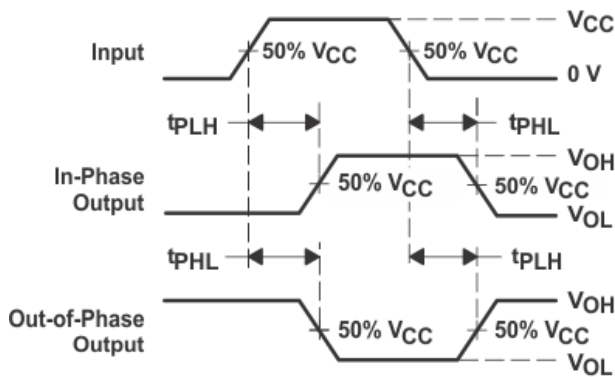 VCC
Input
50% VCC
50% VCC
0 V
tPLH
tPHL
In-Phase
Output
VOH
50% VCC
50% VCC
VOL
tPHL
tPLH
Out-of-Phase
Output
VOH
50% VCC
50% VCC
VOL